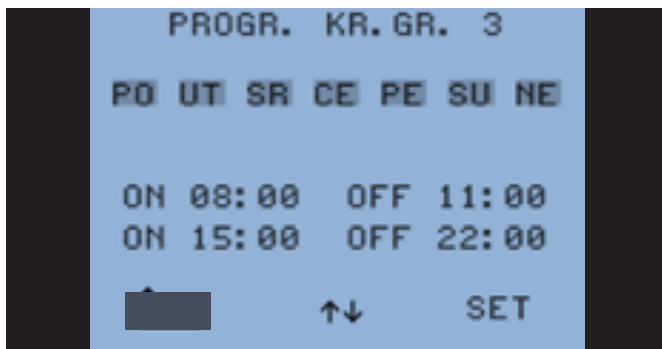 PROGR. KR.GR. 3
PO UT SR CE PE SU NE
ON 08:00 OFF 11:00
ON 15:00 OFF 22:00
↑↓ SET